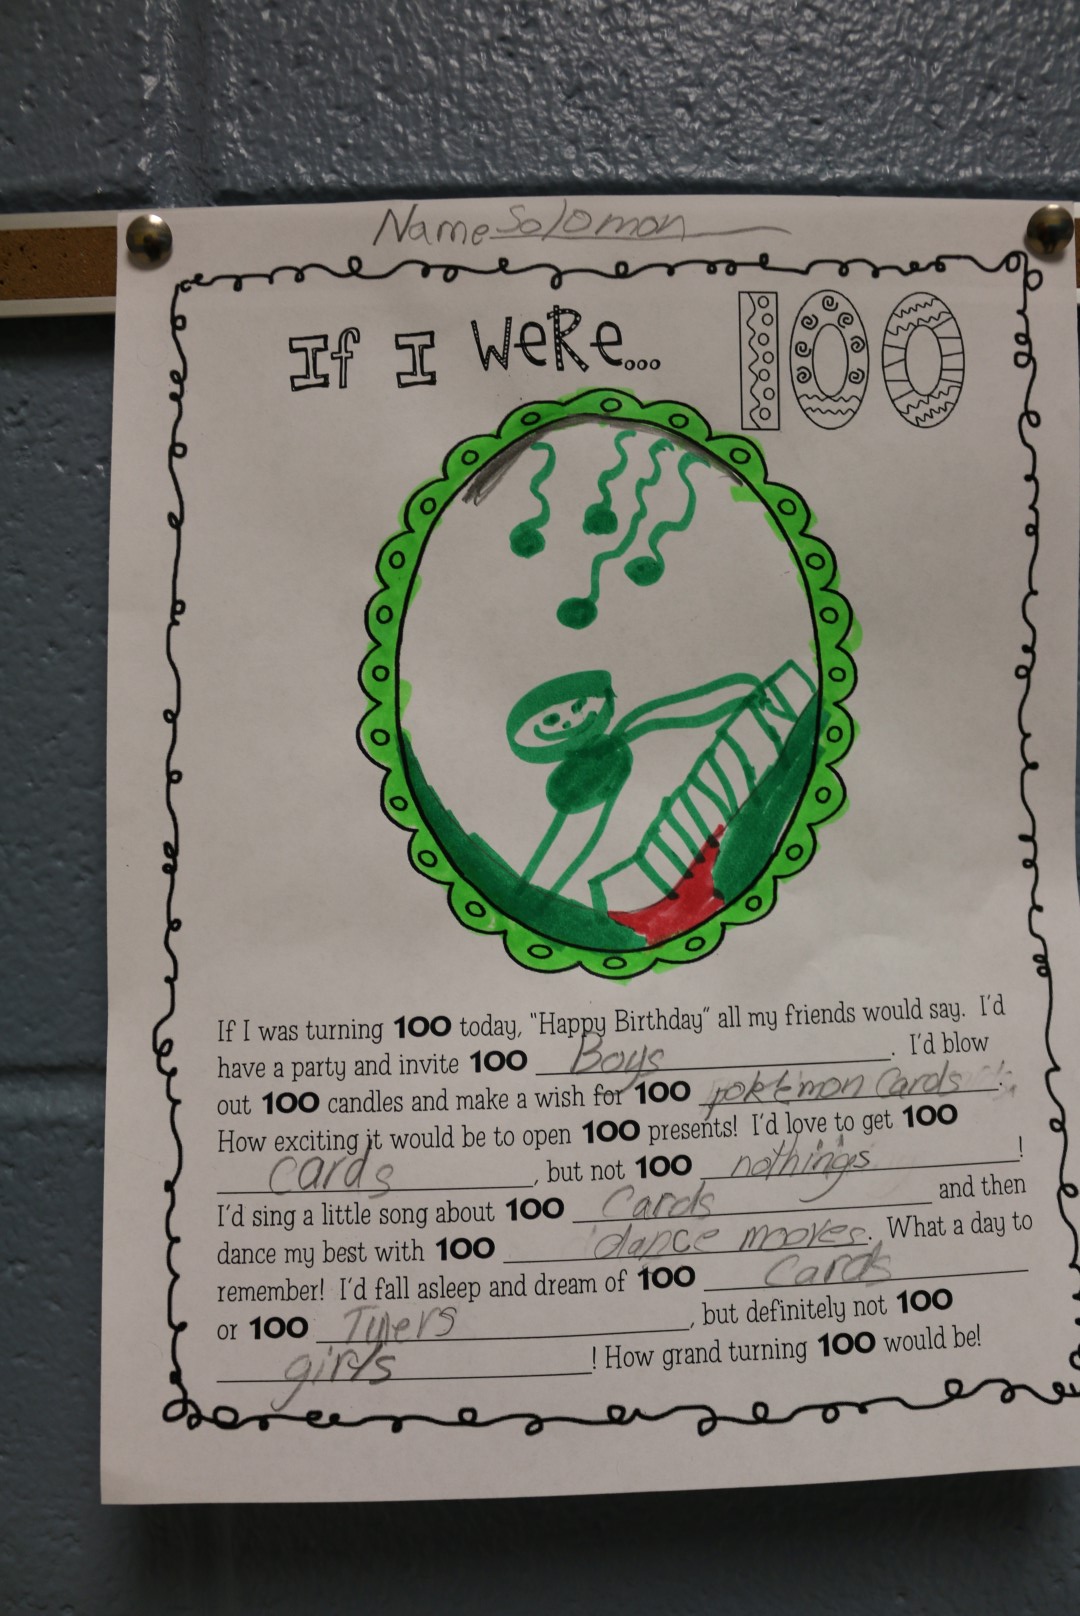 Name Solomon
If I WeRe... 100
If I was turning 100 today, "Happy Birthday" all my friends would say. I'd
have a party and invite 100 Boys. I'd blow
out 100 candles and make a wish for 100 pokemon Cards.
How exciting it would be to open 100 presents! I'd love to get 100
cards, but not 100 nothings!
I'd sing a little song about 100 Cards and then
dance my best with 100 dance mooves. What a day to
remember! I'd fall asleep and dream of 100 Cards
or 100 Tylers, but definitely not 100
girls! How grand turning 100 would be!